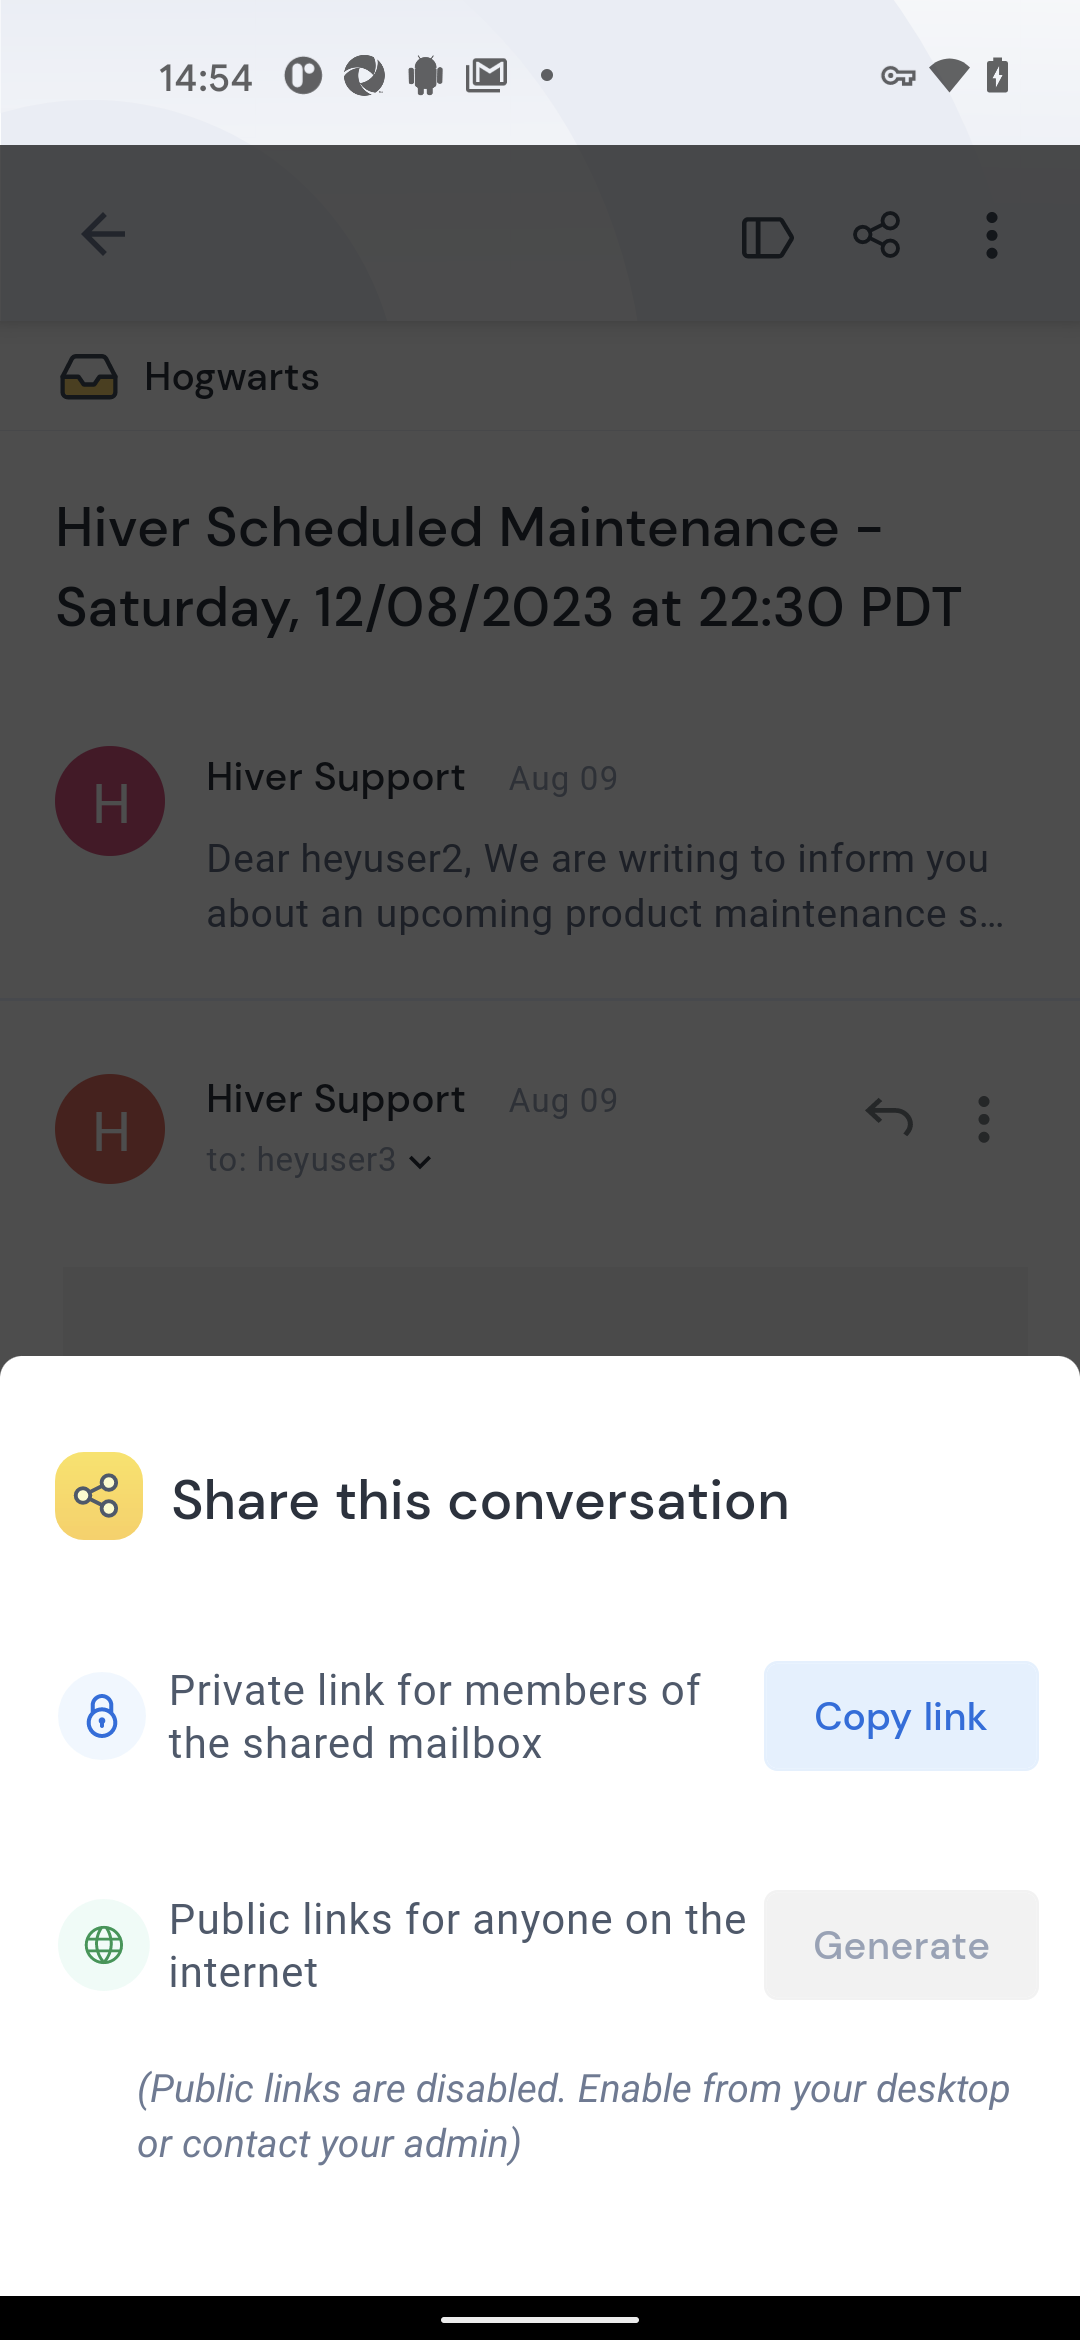 14:54
Hogwarts
Hiver Scheduled Maintenance -
Saturday, 12/08/2023 at 22:30 PDT
H
Hiver Support Aug 09
Dear heyuser2, We are writing to inform you
about an upcoming product maintenance s...
H
Hiver Support Aug 09
to: heyuser3
Share this conversation
Private link for members of
the shared mailbox
Copy link
Public links for anyone on the
internet
Generate
(Public links are disabled. Enable from your desktop
or contact your admin)